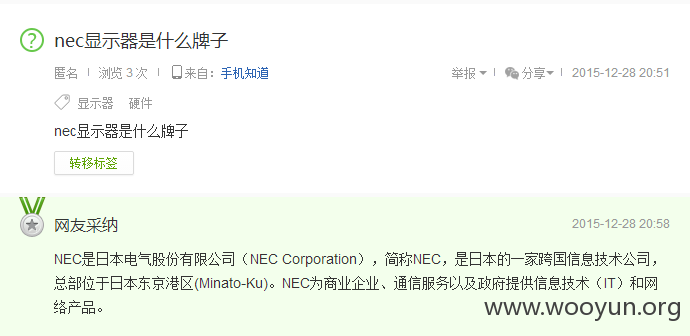 nec显示器是什么牌子
匿名 | 浏览 3 次 | 来自：手机知道 举报 | 分享 | 2015-12-28 20:51
显示器 硬件
nec显示器是什么牌子
转移标签
网友采纳 2015-12-28 20:58
NEC是日本电气股份有限公司（NEC Corporation），简称NEC，是日本的一家跨国信息技术公司，
总部位于日本东京港区(Minato-Ku)。NEC为商业企业、通信服务以及政府提供信息技术（IT）和网
络产品。
www.wooyun.org